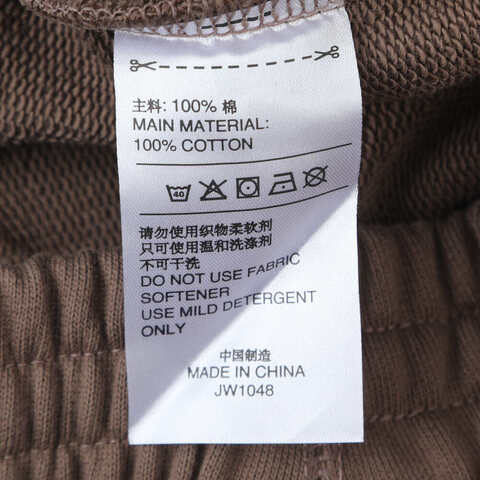 主料: 100% 棉
MAIN MATERIAL:
100% COTTON
40
请勿使用织物柔软剂
只可使用温和洗涤剂
不可干洗
DO NOT USE FABRIC
SOFTENER
USE MILD DETERGENT
ONLY
中国制造
MADE IN CHINA
JW1048